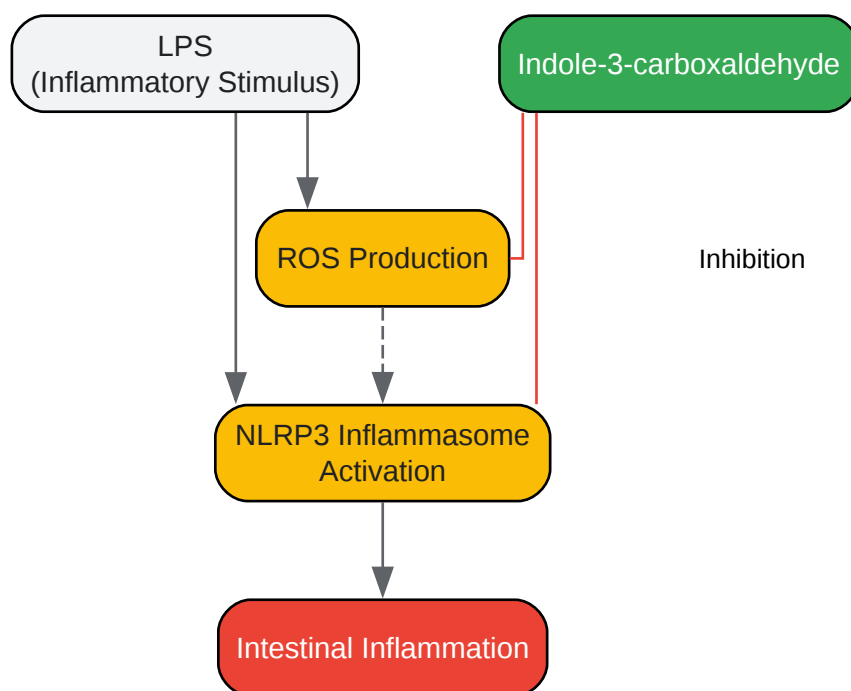 LPS
(Inflammatory Stimulus)
Indole-3-carboxaldehyde
ROS Production
Inhibition
NLRP3 Inflammasome
Activation
Intestinal Inflammation